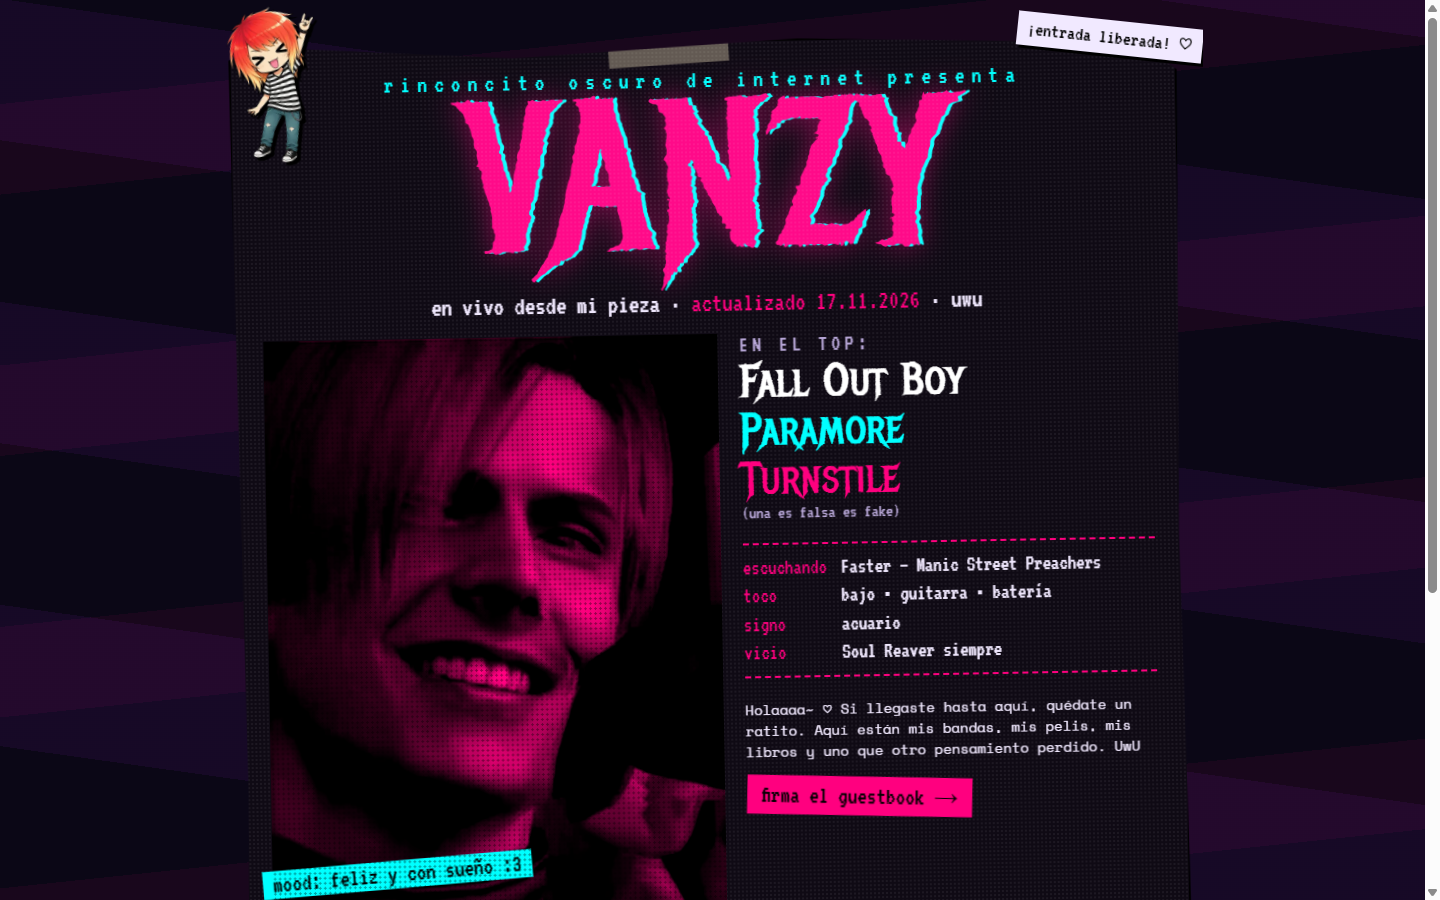 ¡entrada liberada! ♡
rinconcito oscuro de internet presenta
VANZY
en vivo desde mi pieza · actualizado 17.11.2026 · uwu
EN EL TOP:
FALL OUT BOY
PARAMORE
TURNSTILE
(una es falsa es fake)
escuchando Faster – Manic Street Preachers
toco bajo · guitarra · batería
signo acuario
vicio Soul Reaver siempre
Holaaaa~ ♡ Si llegaste hasta aquí, quédate un
ratito. Aquí están mis bandas, mis pelis, mis
libros y uno que otro pensamiento perdido. UwU
firma el guestbook ⟶
mood: feliz y con sueño :3